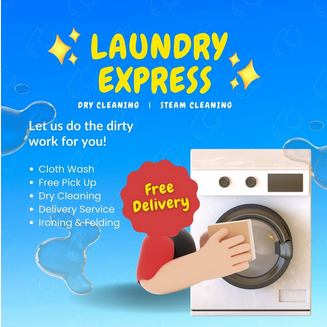 LAUNDRY
EXPRESS
DRY CLEANING | STEAM CLEANING
Let us do the dirty
work for you!
• Cloth Wash
• Free Pick Up
• Dry Cleaning
• Delivery Service
• Ironing & Folding
Free
Delivery